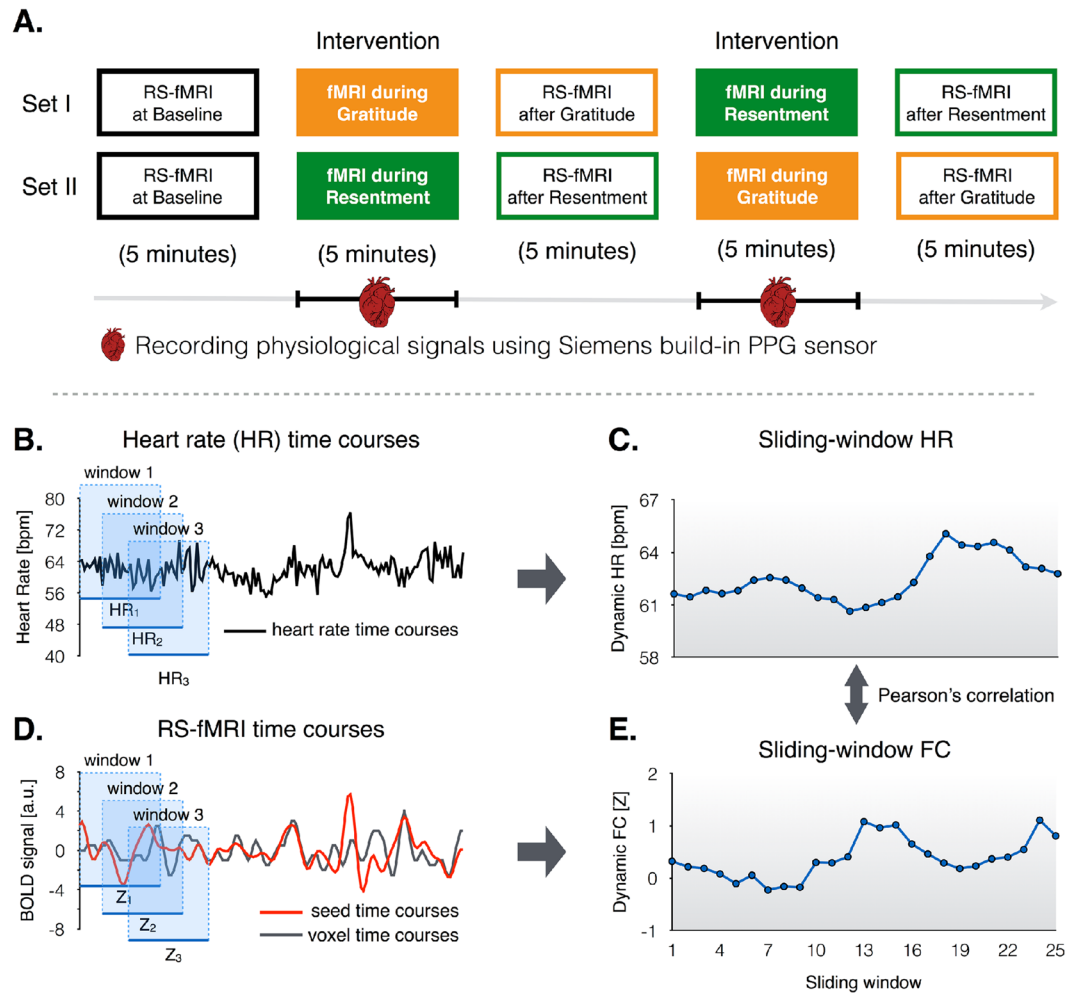 A.
Intervention
Intervention
Set I
RS-fMRI
at Baseline
fMRI during
Gratitude
RS-fMRI
after Gratitude
fMRI during
Resentment
RS-fMRI
after Resentment
Set II
RS-fMRI
at Baseline
fMRI during
Resentment
RS-fMRI
after Resentment
fMRI during
Gratitude
RS-fMRI
after Gratitude
(5 minutes)
(5 minutes)
(5 minutes)
(5 minutes)
(5 minutes)
Recording physiological signals using Siemens build-in PPG sensor
B.
Heart rate (HR) time courses
window 1
window 2
window 3
Heart Rate [bpm]
80
72
64
56
48
40
HR1
HR2
HR3
heart rate time courses
C.
Sliding-window HR
Dynamic HR [bpm]
67
64
61
58
Pearson's correlation
D.
RS-fMRI time courses
window 1
window 2
window 3
BOLD signal [a.u.]
8
4
0
-4
-8
Z1
Z2
Z3
seed time courses
voxel time courses
E.
Sliding-window FC
Dynamic FC [Z]
2
1
0
-1
1 4 7 10 13 16 19 22 25
Sliding window